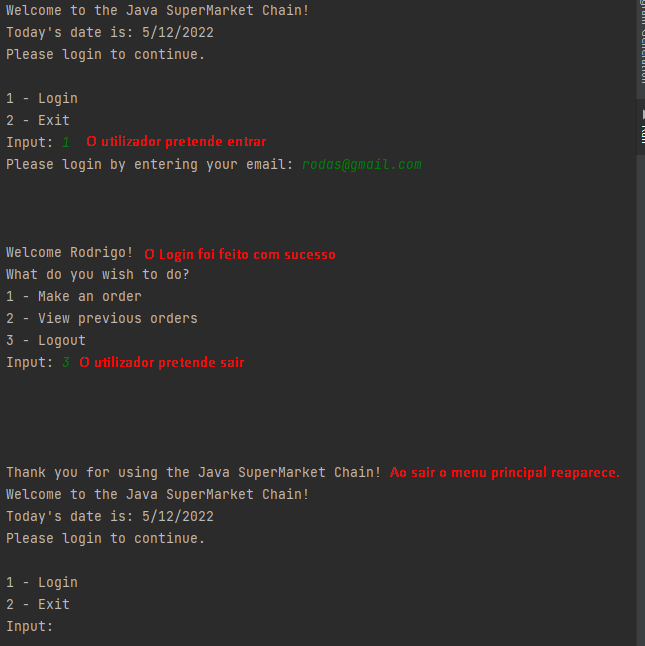 Welcome to the Java SuperMarket Chain!
Today's date is: 5/12/2022
Please login to continue.
1 - Login
2 - Exit
Input: 1 O utilizador pretende entrar
Please login by entering your email: rodas@gmail.com
Welcome Rodrigo! O Login foi feito com sucesso
What do you wish to do?
1 - Make an order
2 - View previous orders
3 - Logout
Input: 3 O utilizador pretende sair
Thank you for using the Java SuperMarket Chain! Ao sair o menu principal reaparece.
Welcome to the Java SuperMarket Chain!
Today's date is: 5/12/2022
Please login to continue.
1 - Login
2 - Exit
Input: